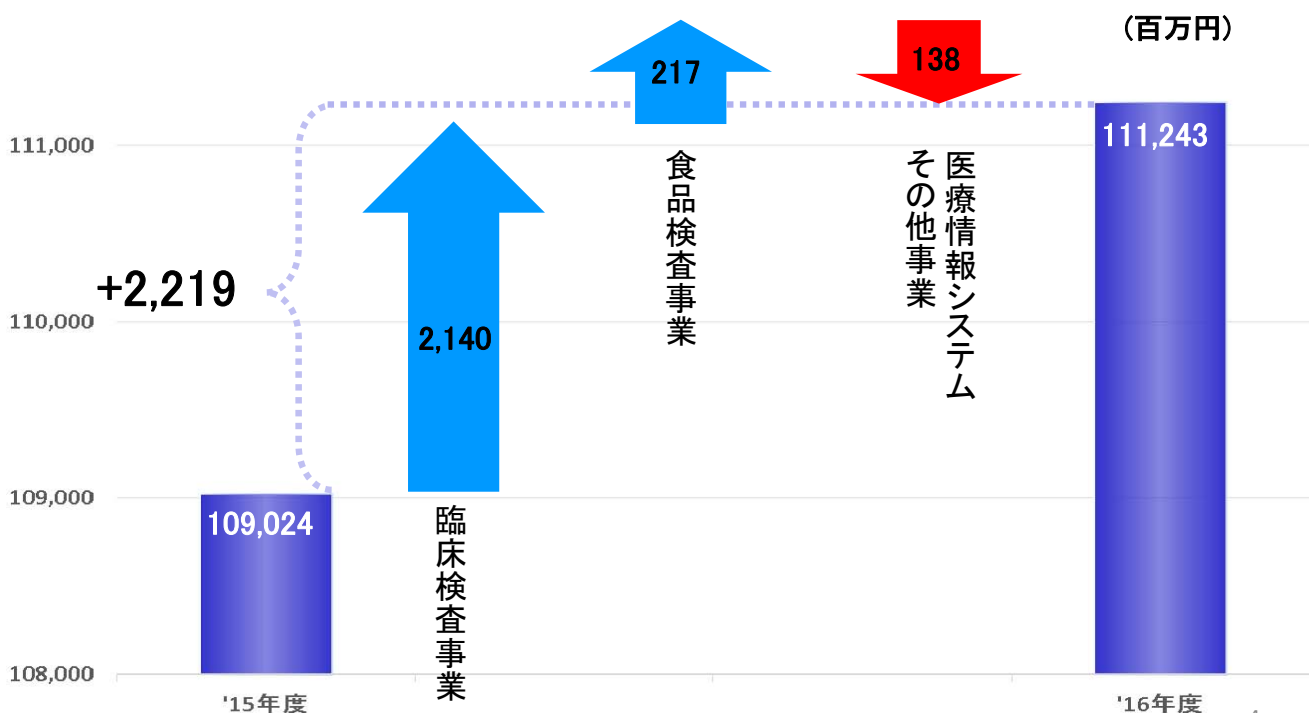 (百万円)
217
138
111,243
111,000
食品検査事業
医療情報システム
その他事業
+2,219
110,000
2,140
109,000
109,024
臨床検査事業
108,000
'15年度
'16年度